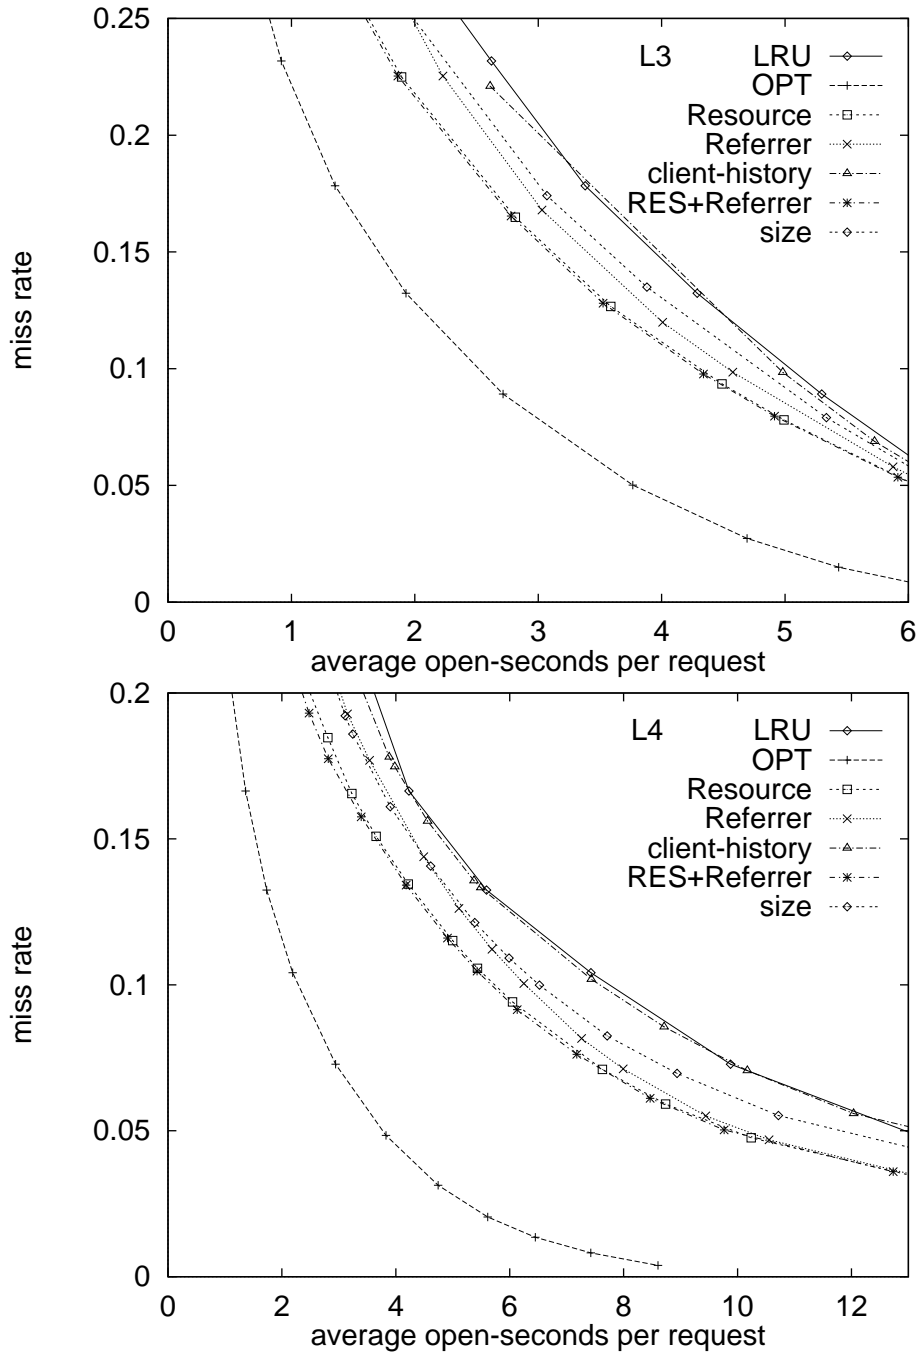 0.25
L3 LRU
OPT
0.2
Resource
Referrer
client-history
RES+Referrer
size
0.15
miss rate
0.1
0.05
0
0 1 2 3 4 5 6
average open-seconds per request
0.2
L4 LRU
OPT
Resource
Referrer
client-history
RES+Referrer
size
0.15
miss rate
0.1
0.05
0
0 2 4 6 8 10 12
average open-seconds per request